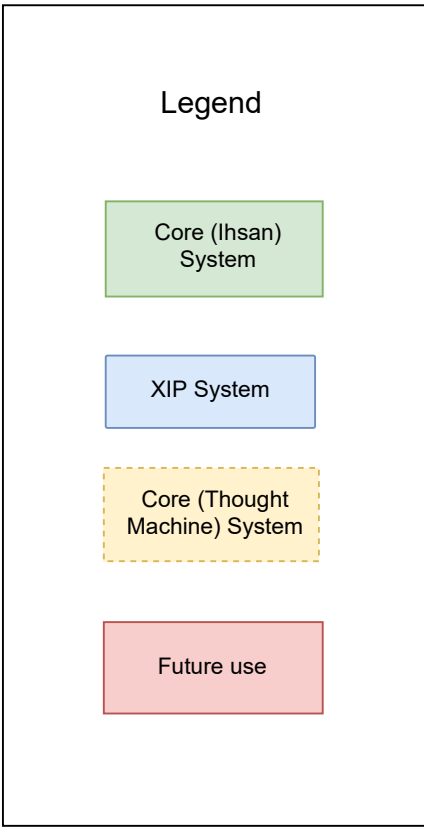 Legend
Core (Ihsan)
System
XIP System
Core (Thought
Machine) System
Future use